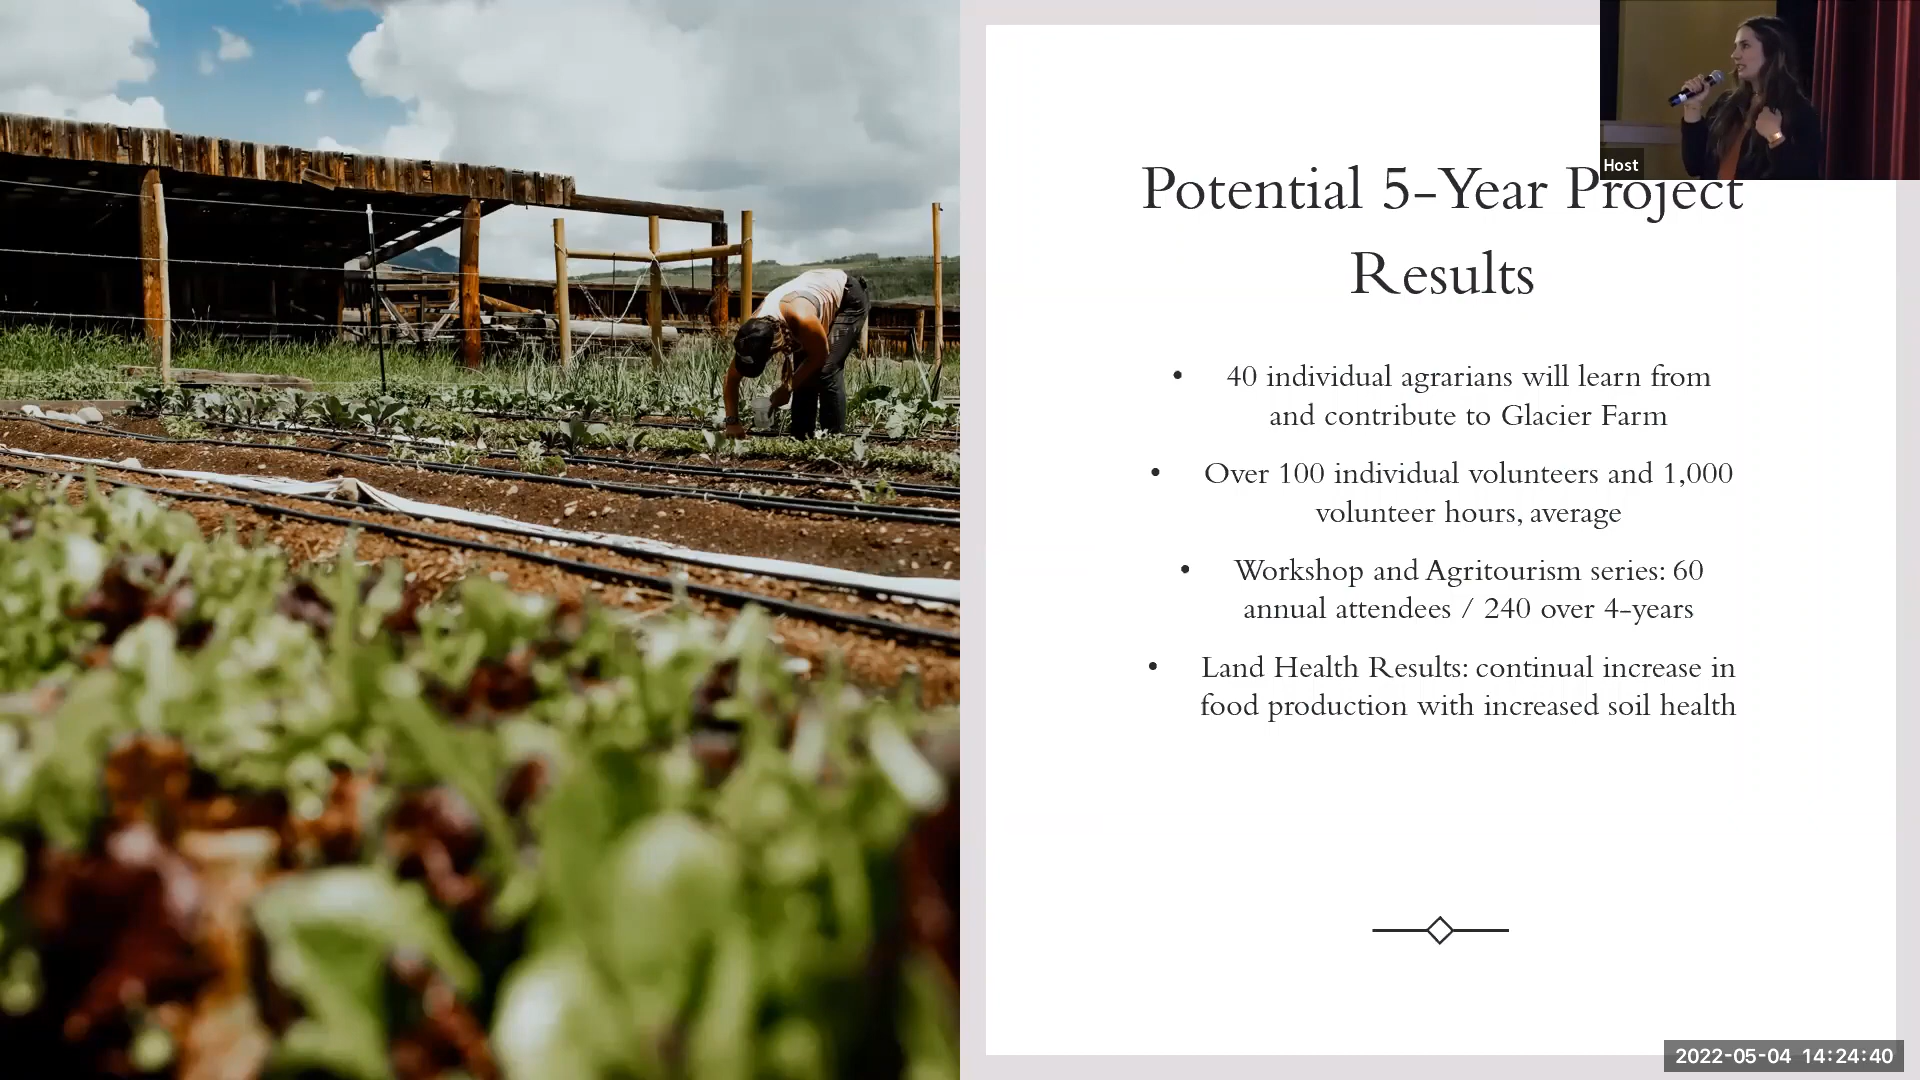 Host
Potential 5-Year Project
Results
• 40 individual agrarians will learn from
and contribute to Glacier Farm
• Over 100 individual volunteers and 1,000
volunteer hours, average
• Workshop and Agritourism series: 60
annual attendees / 240 over 4-years
• Land Health Results: continual increase in
food production with increased soil health
2022-05-04 14:24:40